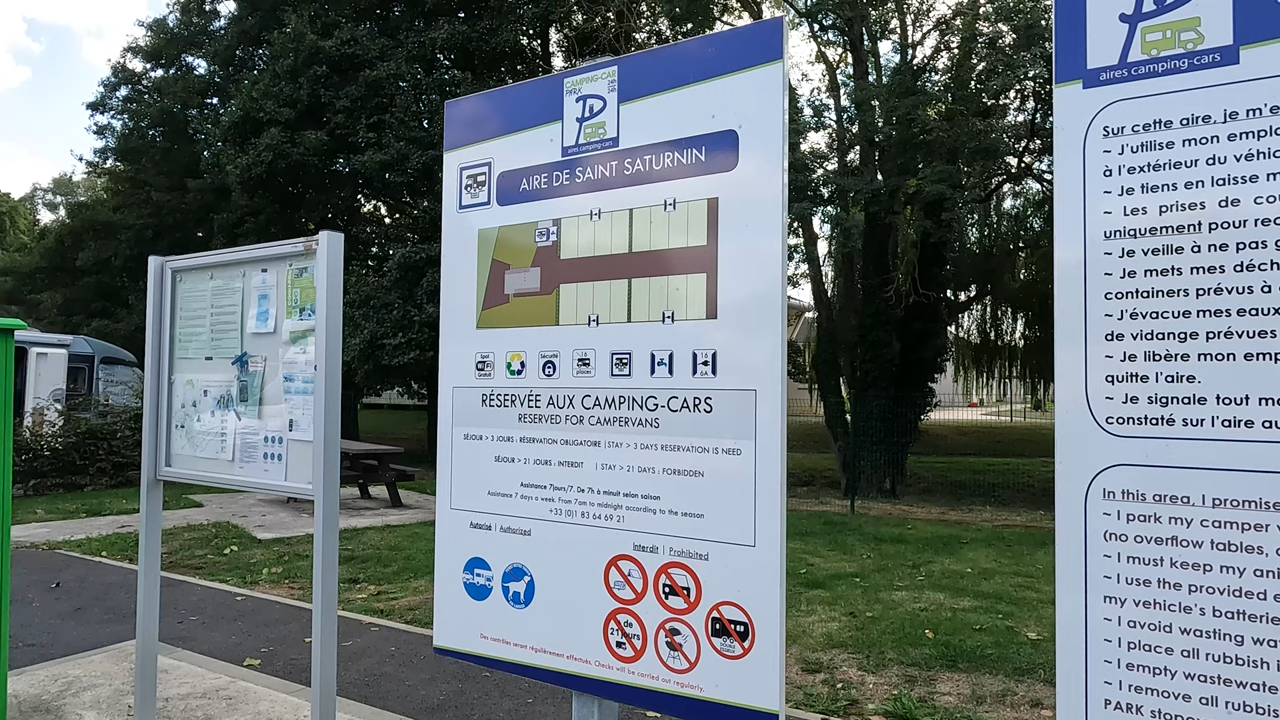 CAMPING-CAR
PARK
24h
24h
aires camping-cars
AIRE DE SAINT SATURNIN
Spot
WiFi
Gratuit
Sécurité
16
places
16
6A
RÉSERVÉE AUX CAMPING-CARS
RESERVED FOR CAMPERVANS
SÉJOUR > 3 JOURS : RÉSERVATION OBLIGATOIRE | STAY > 3 DAYS RESERVATION IS NEED
SÉJOUR > 21 JOURS : INTERDIT | STAY > 21 DAYS : FORBIDDEN
Assistance 7jours/7. De 7h à minuit selon saison
Assistance 7 days a week. From 7am to midnight according to the season
+33 (0)1 83 64 69 21
Autorisé | Authorized
Interdit | Prohibited
+ de
21 jours
DOUBLE
ESSIEUX
Des contrôles seront régulièrement effectués. Checks will be carried out regularly.
aires camping-cars
Sur cette aire, je m'e
~ J'utilise mon emplo
à l'extérieur du véhic
~ Je tiens en laisse m
~ Les prises de co
uniquement pour rec
~ Je veille à ne pas g
~ Je mets mes déch
containers prévus à
~ J'évacue mes eaux
de vidange prévues
~ Je libère mon emp
quitte l'aire.
~ Je signale tout ma
constaté sur l'aire au
In this area, I promise
~ I park my camper v
(no overflow tables,
~ I must keep my ani
~ I use the provided e
my vehicle's batterie
~ I avoid wasting wa
~ I place all rubbish i
~ I empty wastewate
~ I remove all rubbis
PARK